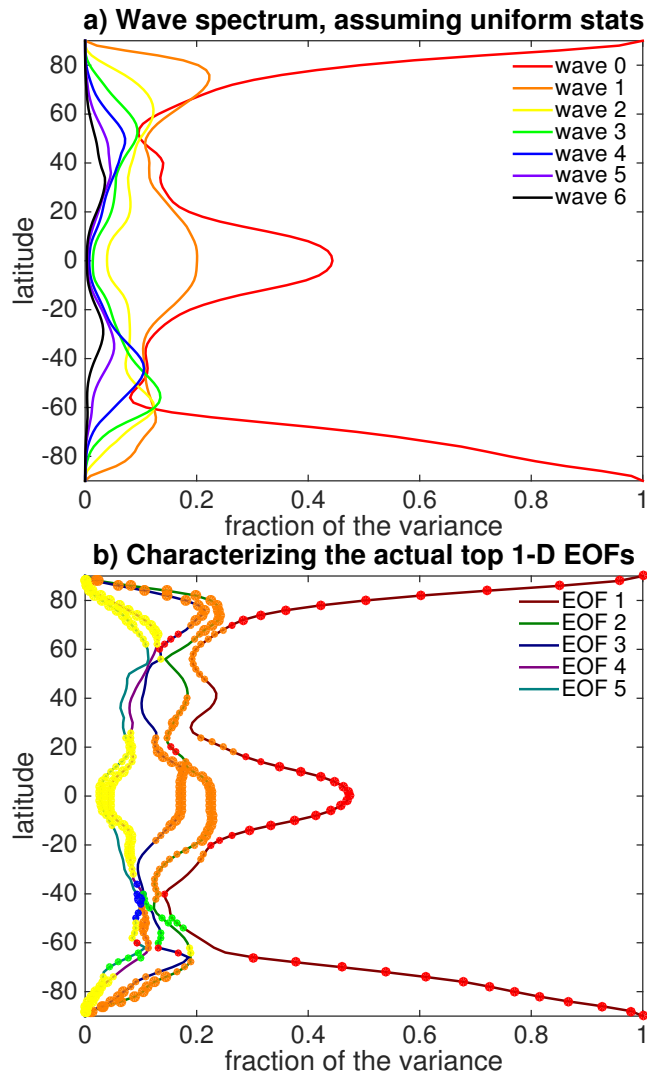 a) Wave spectrum, assuming uniform stats
80
60
40
20
0
-20
-40
-60
-80
latitude
wave 0
wave 1
wave 2
wave 3
wave 4
wave 5
wave 6
0 0.2 0.4 0.6 0.8 1
fraction of the variance
b) Characterizing the actual top 1-D EOFs
80
60
40
20
0
-20
-40
-60
-80
latitude
EOF 1
EOF 2
EOF 3
EOF 4
EOF 5
0 0.2 0.4 0.6 0.8 1
fraction of the variance